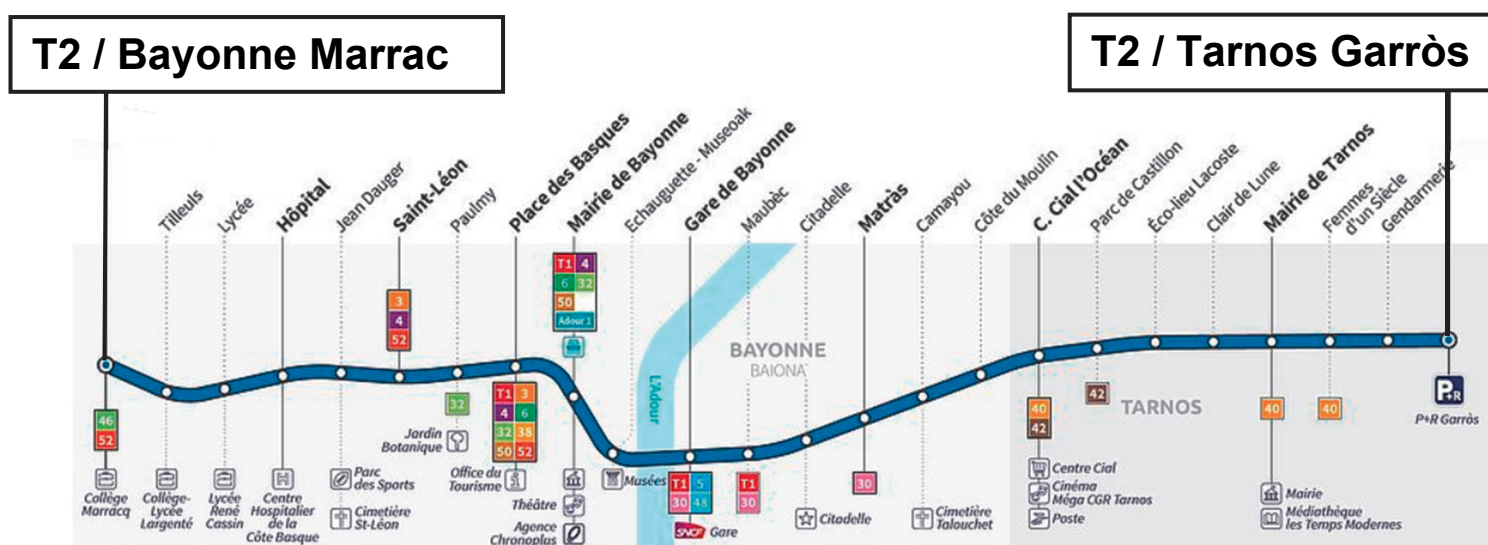 T2 / Bayonne Marrac
T2 / Tarnos Garròs
Tilleuls
Lycée
Hôpital
Jean Dauger
Saint-Léon
Paulmy
Place des Basques
Mairie de Bayonne
Echauguette - Museoak
Gare de Bayonne
Maubèc
Citadelle
Matràs
Camayou
Côte du Moulin
C. Cial l'Océan
Parc de Castillon
Éco-lieu Lacoste
Clair de Lune
Mairie de Tarnos
Femmes
d'un Siècle
Gendarmerie
T1 4
6 32
50
Adour 1
3
4
52
BAYONNE
BAIONA
L'Adour
TARNOS
46
52
32
T1 3
4 6
32 38
50 52
T1 5
30 48
T1
30
30
40
42
42
40
40
P+R
P+R Garròs
Collège
Marracq
Collège-
Lycée
Largenté
Lycée
René
Cassin
H
Centre
Hospitalier
de la
Côte Basque
Parc
des Sports
Cimetière
St-Léon
Jardin
Botanique
Office du
Tourisme
Théâtre
Agence
Chronoplus
Musées
SNCF Gare
Citadelle
Cimetière
Talouchet
Centre Cial
Cinéma
Méga CGR Tarnos
Poste
Mairie
Médiathèque
les Temps Modernes